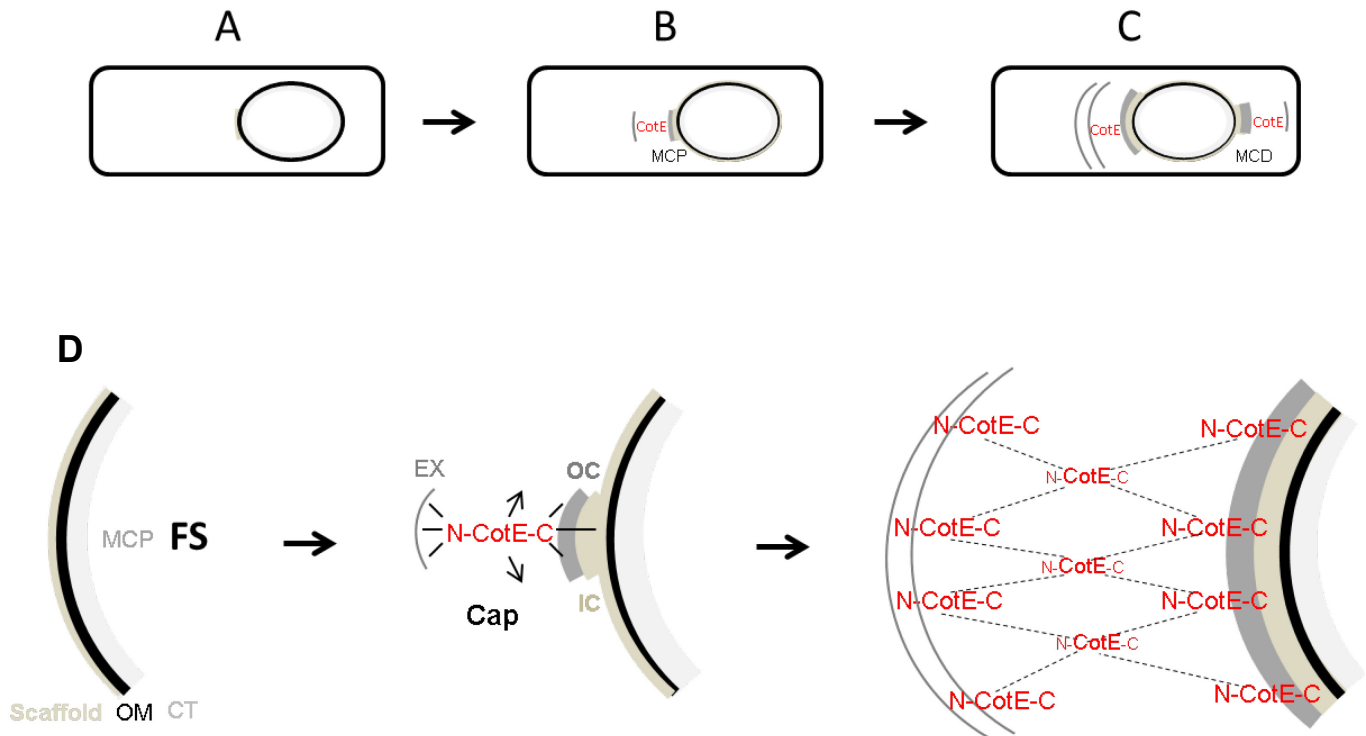 A
B
C
CotE
MCP
CotE
CotE
MCD
D
MCP FS
Scaffold OM CT
EX
OC
N-CotE-C
IC
Cap
N-CotE-C
N-CotE-C
N-CotE-C
N-CotE-C
N-CotE-C
N-CotE-C
N-CotE-C
N-CotE-C
N-CotE-C
N-CotE-C
N-CotE-C